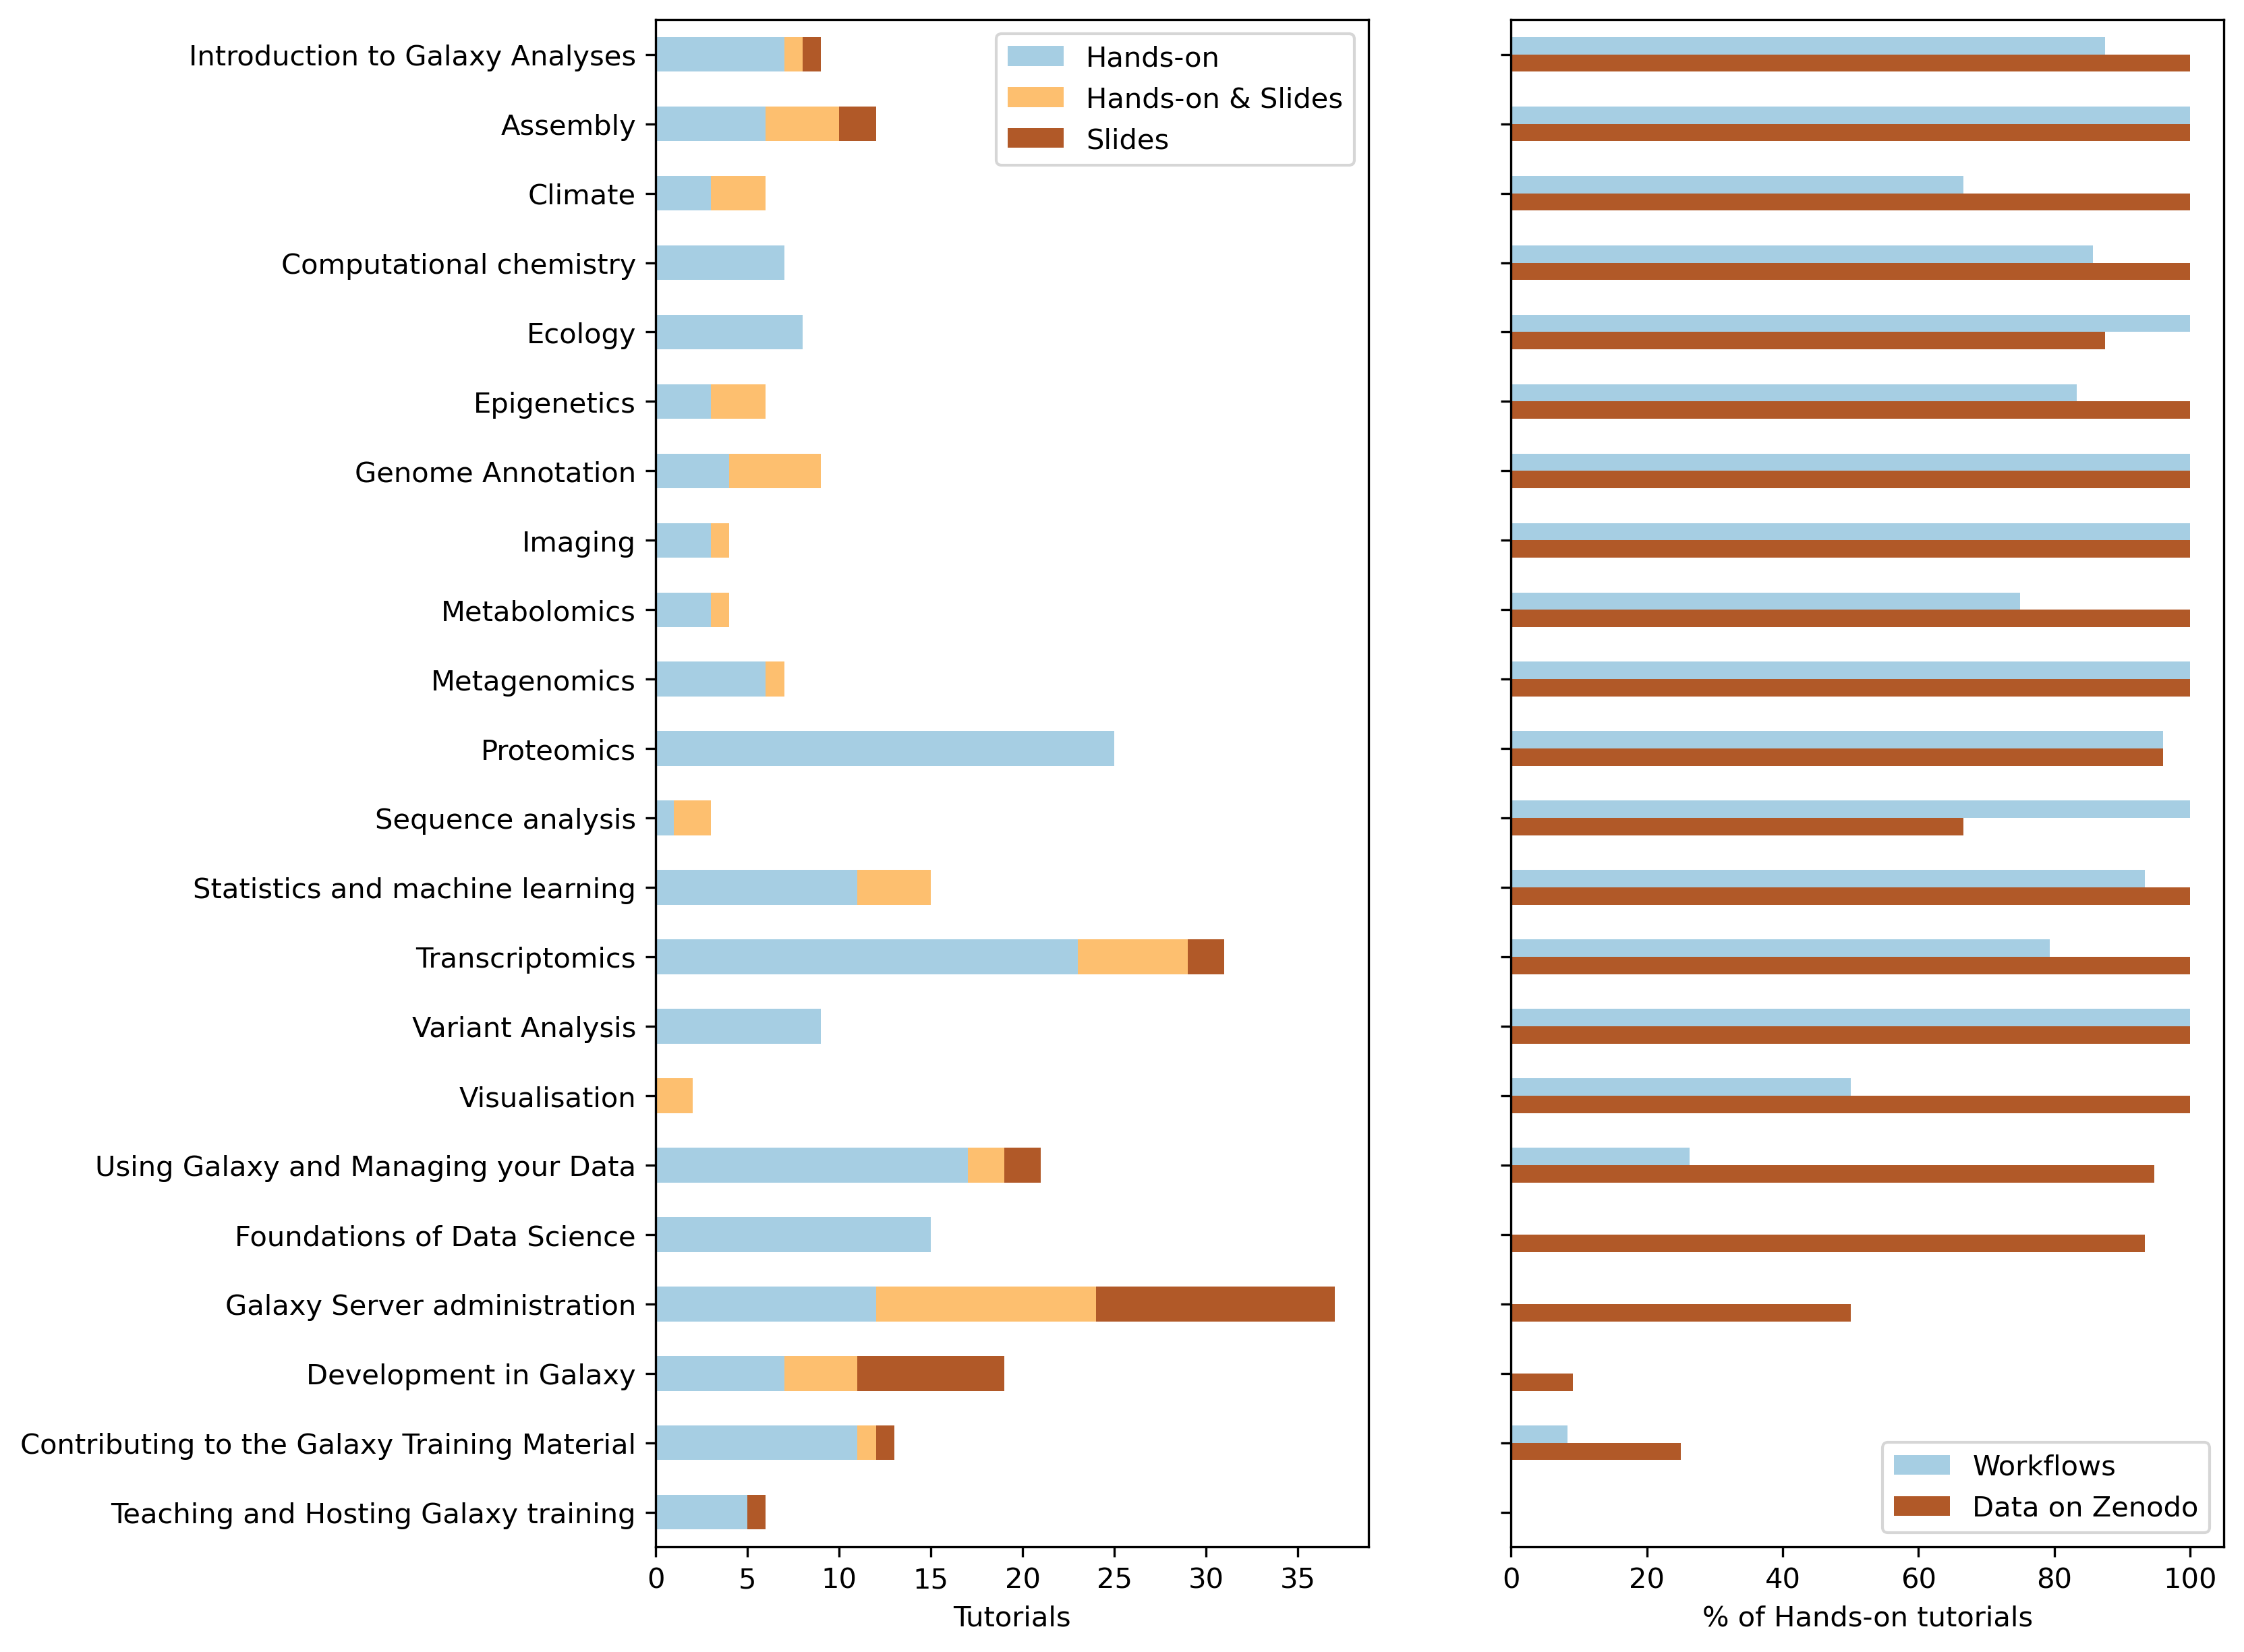 Introduction to Galaxy Analyses
Assembly
Climate
Computational chemistry
Ecology
Epigenetics
Genome Annotation
Imaging
Metabolomics
Metagenomics
Proteomics
Sequence analysis
Statistics and machine learning
Transcriptomics
Variant Analysis
Visualisation
Using Galaxy and Managing your Data
Foundations of Data Science
Galaxy Server administration
Development in Galaxy
Contributing to the Galaxy Training Material
Teaching and Hosting Galaxy training
Hands-on
Hands-on & Slides
Slides
0 5 10 15 20 25 30 35
Tutorials
Workflows
Data on Zenodo
0 20 40 60 80 100
% of Hands-on tutorials